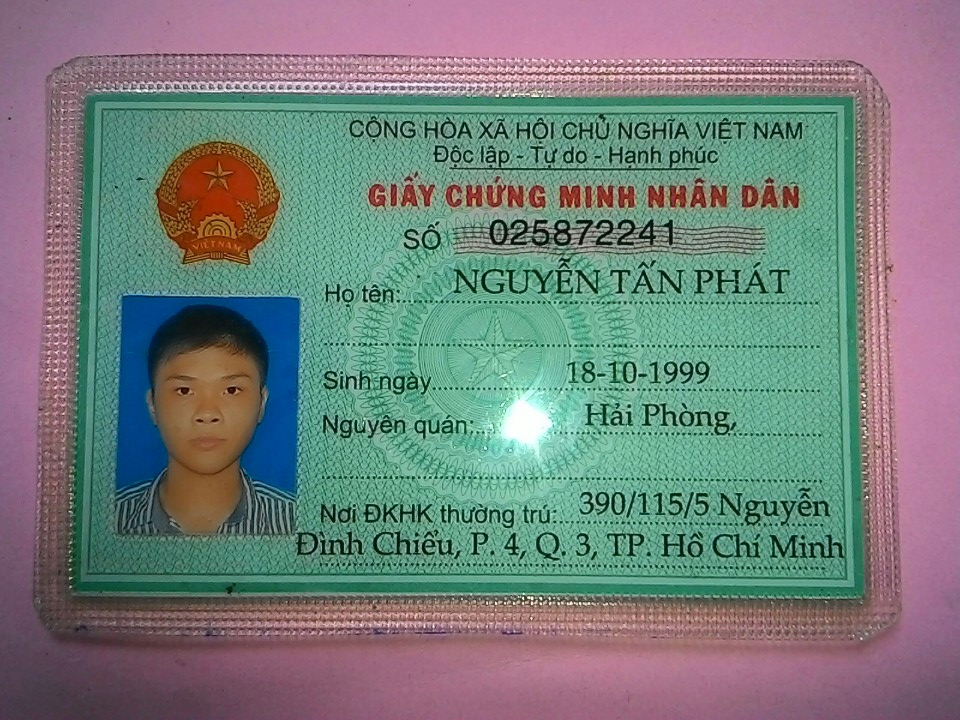 CỘNG HÒA XÃ HỘI CHỦ NGHĨA VIỆT NAM
Độc lập - Tự do - Hạnh phúc
GIẤY CHỨNG MINH NHÂN DÂN
SỐ 025872241
Họ tên: NGUYỄN TẤN PHÁT
Sinh ngày 18-10-1999
Nguyên quán: Hải Phòng,
Nơi ĐKHK thường trú: 390/115/5 Nguyễn
Đình Chiểu, P. 4, Q. 3, TP. Hồ Chí Minh
VIỆT NAM